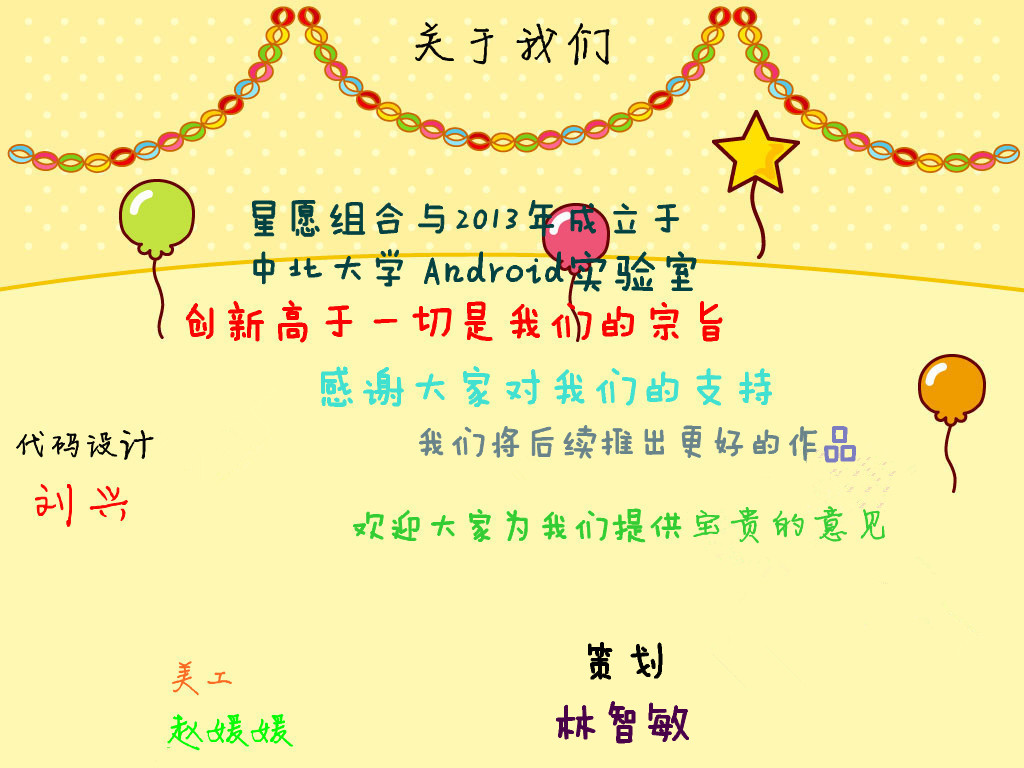 关于我们
星愿组合与2013年成立于
中北大学 Android实验室
创新高于一切是我们的宗旨
感谢大家对我们的支持
我们将后续推出更好的作品
代码设计
刘兴
欢迎大家为我们提供宝贵的意见
美工
赵媛媛
策划
林智敏